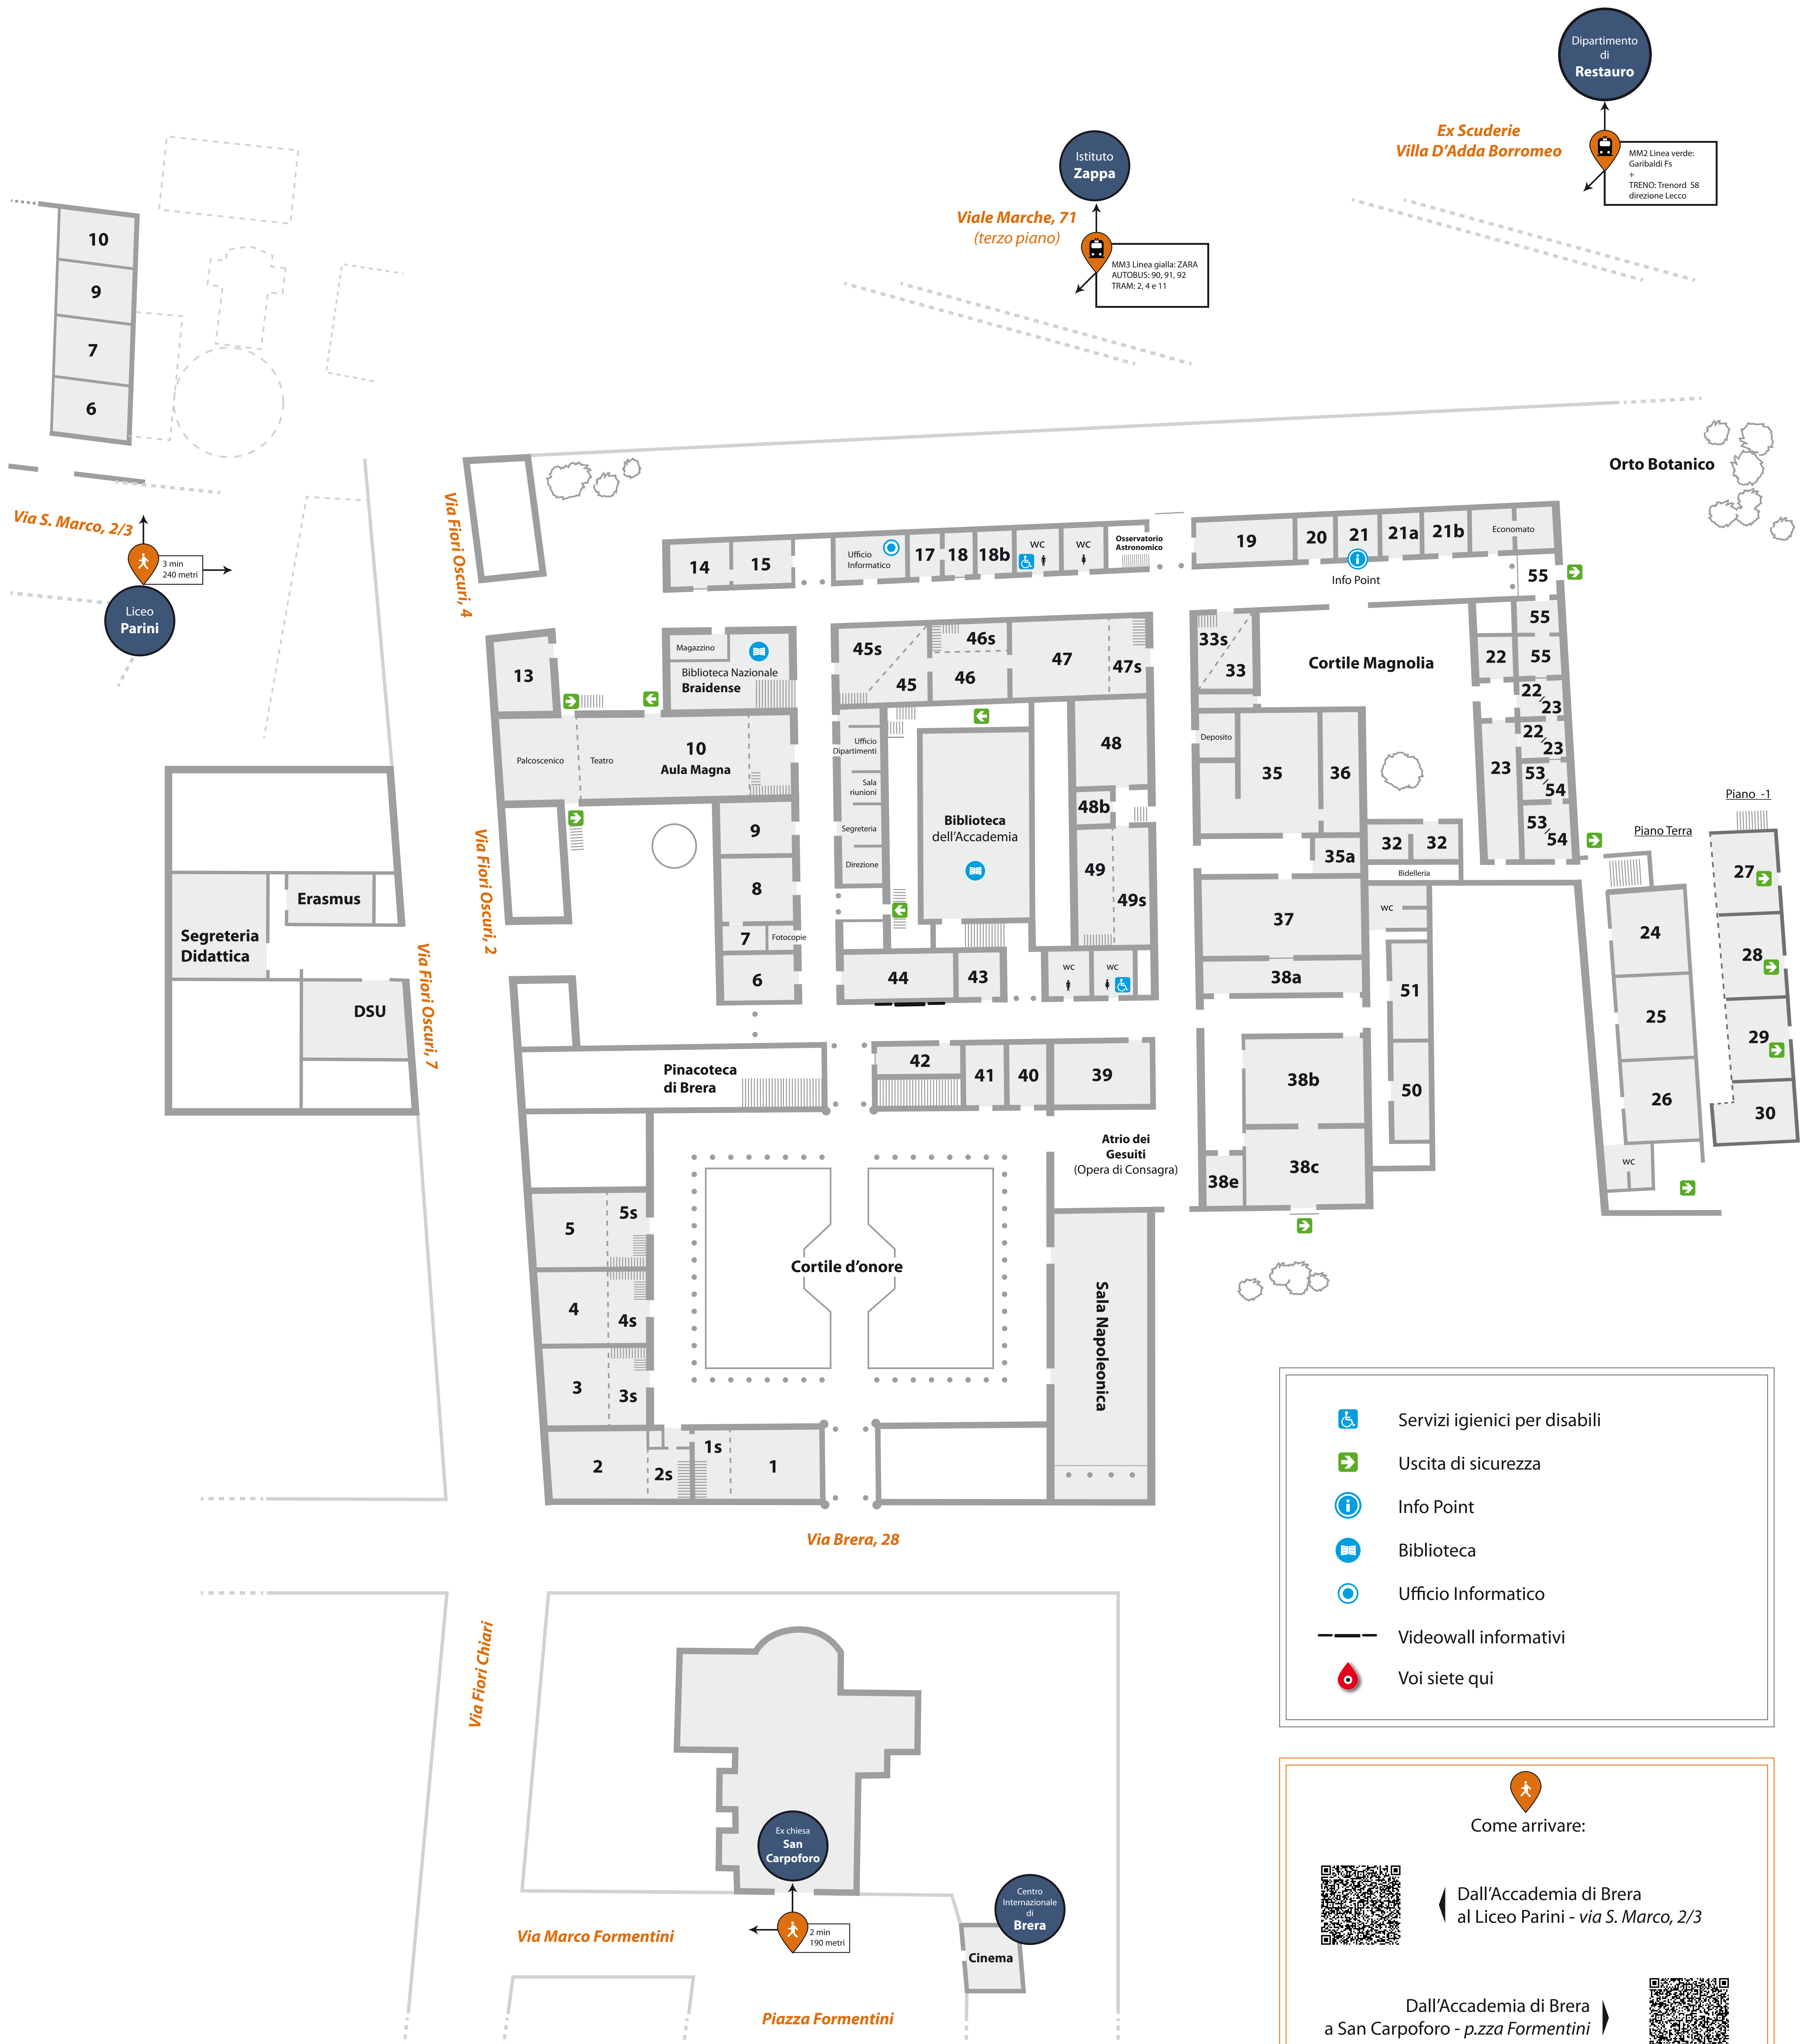 Dipartimento
di
Restauro
Ex Scuderie
Villa D'Adda Borromeo
MM2 Linea verde:
Garibaldi Fs
+
TRENO: Trenord S8
direzione Lecco
Istituto
Zappa
Viale Marche, 71
(terzo piano)
MM3 Linea gialla: ZARA
AUTOBUS: 90, 91, 92
TRAM: 2, 4 e 11
10
9
7
6
Via S. Marco, 2/3
3 min
240 metri
Liceo
Parini
Orto Botanico
Via Fiori Oscuri, 4
14
15
Ufficio
Informatico
17
18
18b
WC
WC
Osservatorio
Astronomico
19
20
21
21a
21b
Economato
Info Point
55
55
55
13
Magazzino
Biblioteca Nazionale
Braidense
45s
45
46s
46
47
47s
33s
33
Cortile Magnolia
22
22
23
22
23
23
53
54
53
54
Palcoscenico
Teatro
10
Aula Magna
Ufficio
Dipartimenti
Sala
riunioni
Segreteria
Direzione
Biblioteca
dell'Accademia
48
48b
49
49s
Deposito
35
36
35a
32
32
Bidelleria
Piano -1
Piano Terra
27
28
29
30
24
25
26
WC
Via Fiori Oscuri, 2
9
8
7
Fotocopie
6
44
43
WC
WC
37
38a
WC
51
50
Erasmus
Segreteria
Didattica
DSU
Via Fiori Oscuri, 7
Pinacoteca
di Brera
42
41
40
39
38b
38c
38e
Atrio dei
Gesuiti
(Opera di Consagra)
5
5s
4
4s
3
3s
2
2s
1s
1
Cortile d'onore
Sala Napoleonica
Via Brera, 28
Servizi igienici per disabili
Uscita di sicurezza
Info Point
Biblioteca
Ufficio Informatico
Videowall informativi
Voi siete qui
Via Fiori Chiari
Ex chiesa
San
Carpoforo
2 min
190 metri
Via Marco Formentini
Centro
Internazionale
di
Brera
Cinema
Piazza Formentini
Come arrivare:
Dall'Accademia di Brera
al Liceo Parini - via S. Marco, 2/3
Dall'Accademia di Brera
a San Carpoforo - p.zza Formentini